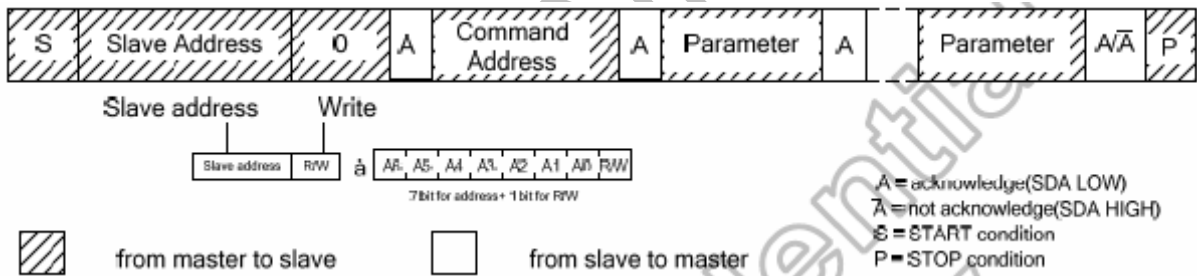 S Slave Address 0 A Command Address A Parameter A Parameter A/A̅ P
Slave address Write
Slave address R/W à A6 A5 A4 A3 A2 A1 A0 R/W
7bit for address+ 1bit for R/W
A = acknowledge(SDA LOW)
A̅ = not acknowledge(SDA HIGH)
S = START condition
P = STOP condition
from master to slave from slave to master